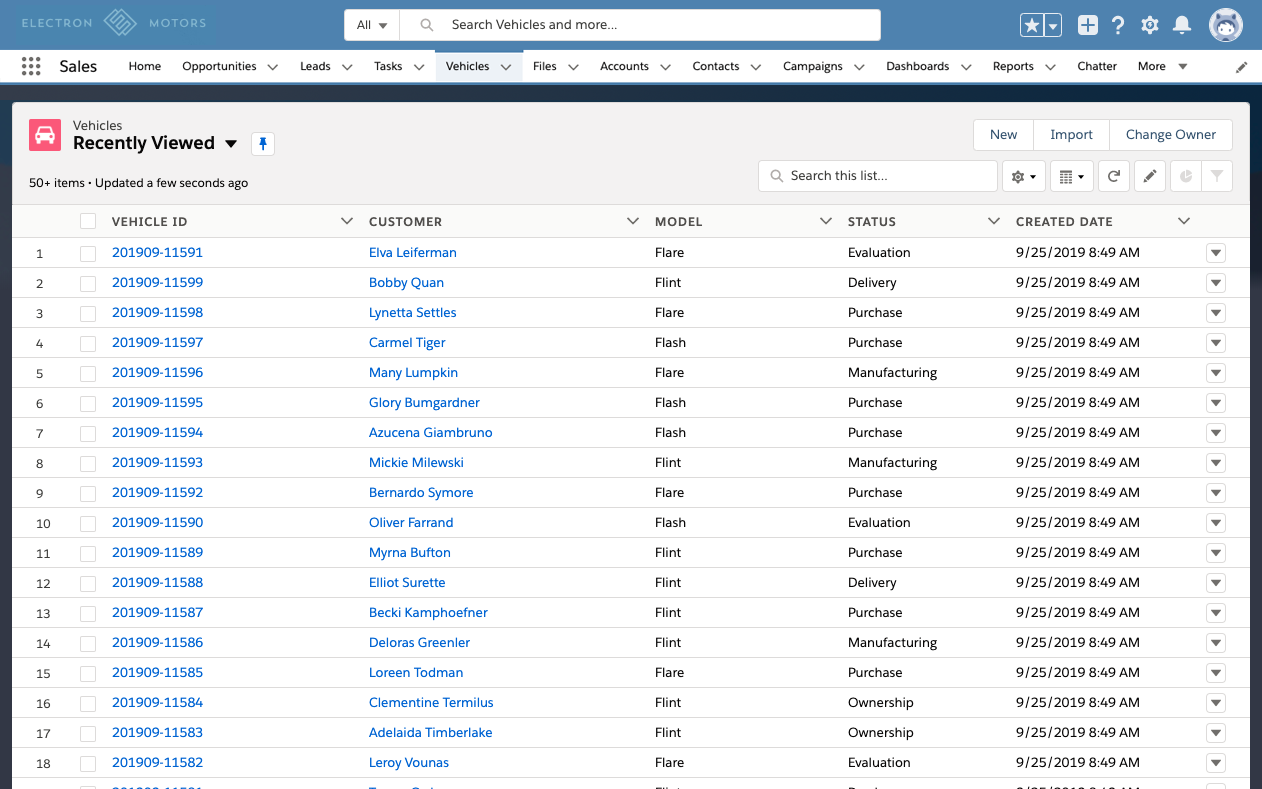 ELECTRON MOTORS
All Search Vehicles and more...
Sales Home Opportunities Leads Tasks Vehicles Files Accounts Contacts Campaigns Dashboards Reports Chatter More
Vehicles
Recently Viewed
New Import Change Owner
50+ items • Updated a few seconds ago
Search this list...
VEHICLE ID CUSTOMER MODEL STATUS CREATED DATE
1 201909-11591 Elva Leiferman Flare Evaluation 9/25/2019 8:49 AM
2 201909-11599 Bobby Quan Flint Delivery 9/25/2019 8:49 AM
3 201909-11598 Lynetta Settles Flare Purchase 9/25/2019 8:49 AM
4 201909-11597 Carmel Tiger Flash Purchase 9/25/2019 8:49 AM
5 201909-11596 Many Lumpkin Flare Manufacturing 9/25/2019 8:49 AM
6 201909-11595 Glory Bumgardner Flash Purchase 9/25/2019 8:49 AM
7 201909-11594 Azucena Giambruno Flash Purchase 9/25/2019 8:49 AM
8 201909-11593 Mickie Milewski Flint Manufacturing 9/25/2019 8:49 AM
9 201909-11592 Bernardo Symore Flare Purchase 9/25/2019 8:49 AM
10 201909-11590 Oliver Farrand Flash Evaluation 9/25/2019 8:49 AM
11 201909-11589 Myrna Bufton Flint Purchase 9/25/2019 8:49 AM
12 201909-11588 Elliot Surette Flint Delivery 9/25/2019 8:49 AM
13 201909-11587 Becki Kamphoefner Flint Purchase 9/25/2019 8:49 AM
14 201909-11586 Deloras Greenler Flint Manufacturing 9/25/2019 8:49 AM
15 201909-11585 Loreen Todman Flare Purchase 9/25/2019 8:49 AM
16 201909-11584 Clementine Termilus Flint Ownership 9/25/2019 8:49 AM
17 201909-11583 Adelaida Timberlake Flint Ownership 9/25/2019 8:49 AM
18 201909-11582 Leroy Vounas Flare Evaluation 9/25/2019 8:49 AM